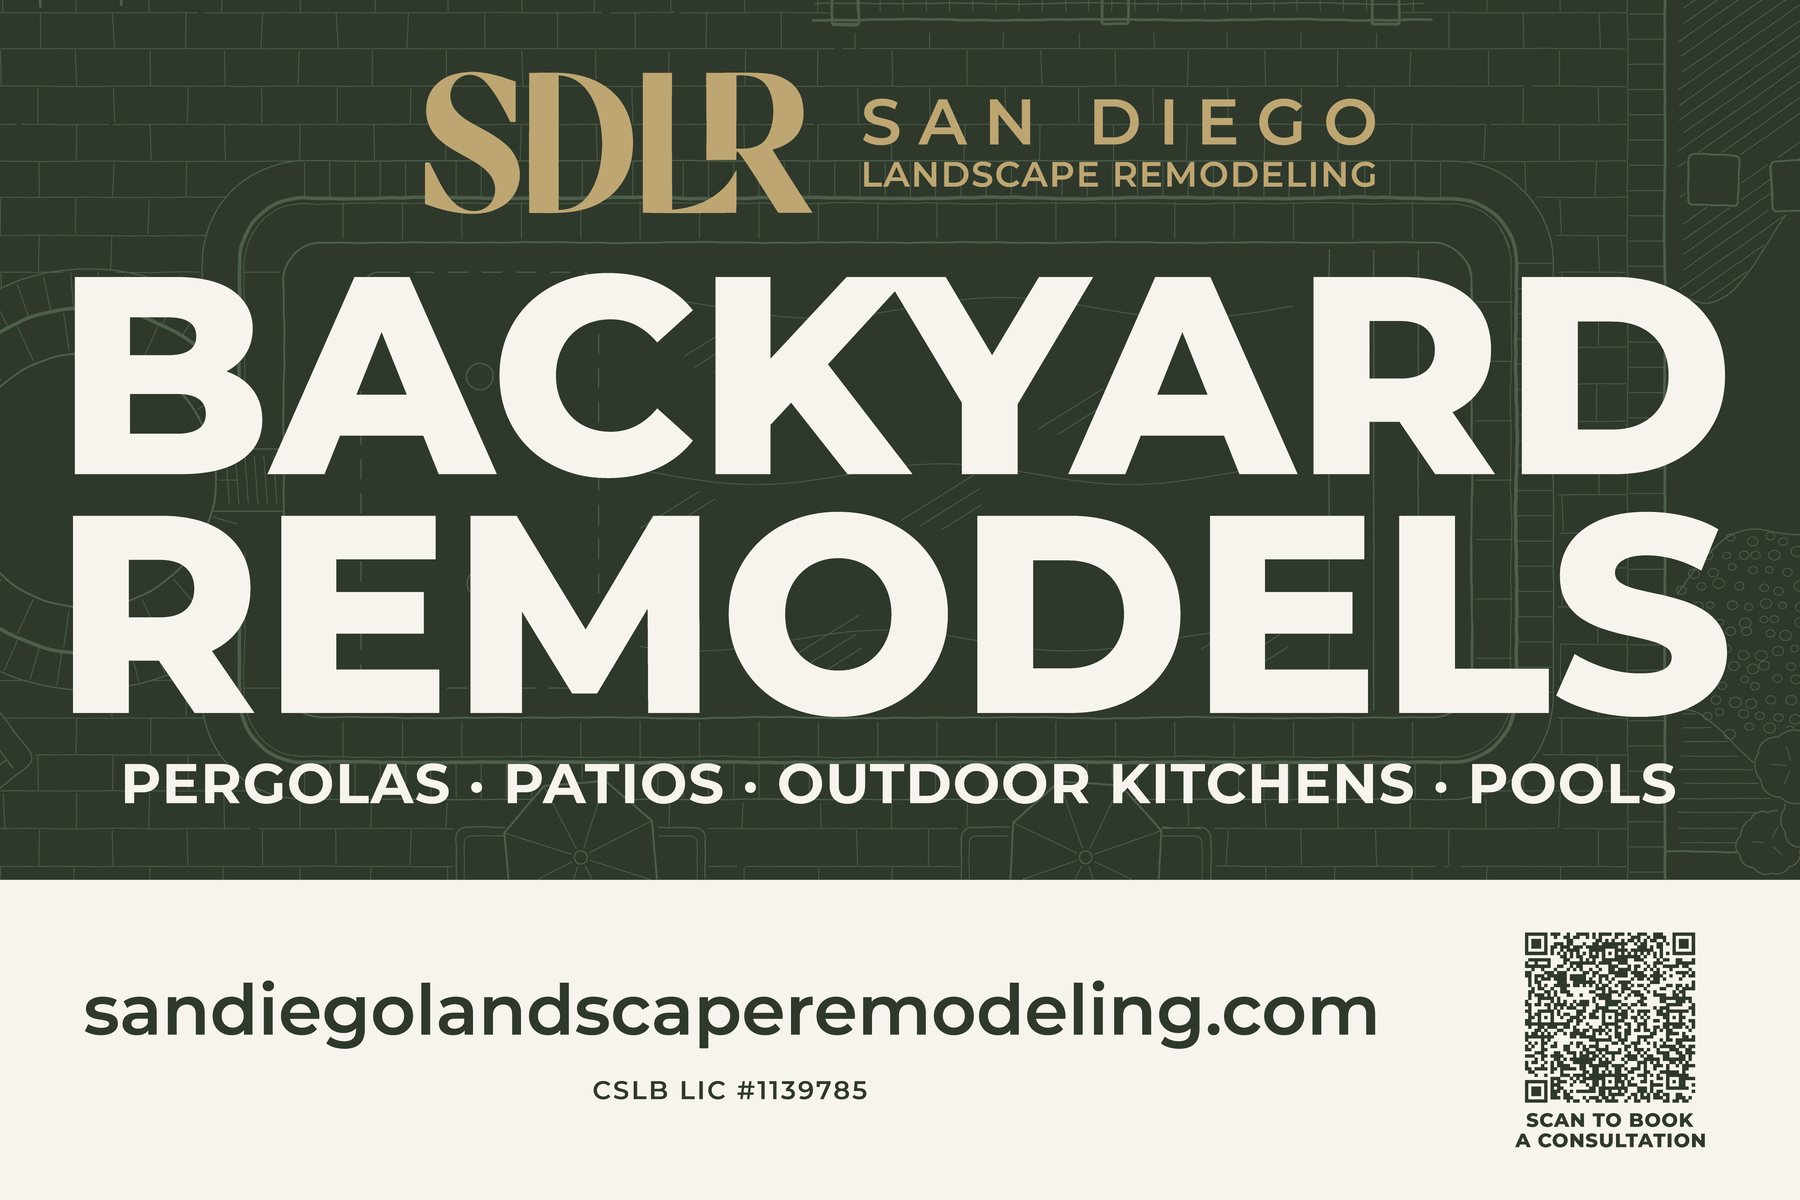 SDLR
SAN DIEGO
LANDSCAPE REMODELING
BACKYARD
REMODELS
PERGOLAS · PATIOS · OUTDOOR KITCHENS · POOLS
sandiegolandscaperemodeling.com
CSLB LIC #1139785
SCAN TO BOOK
A CONSULTATION